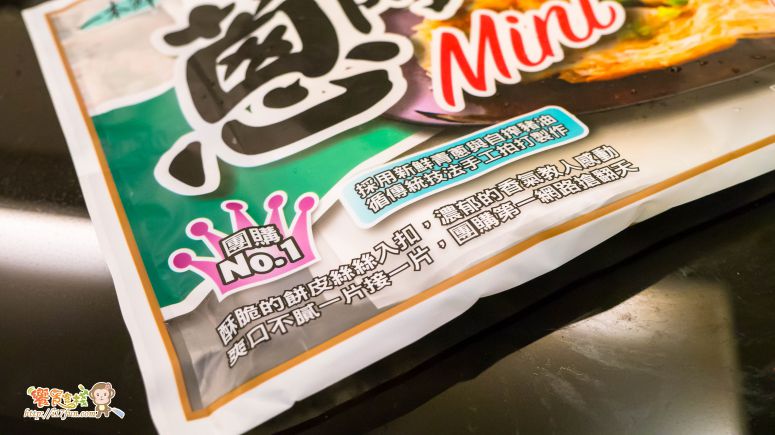 蔥
Mini
採用新鮮青蔥與自搾豬油
循傳統技法手工拍打製作
團購
No.1
酥脆的餅皮絲絲入扣，濃郁的香氣教人感動
爽口不膩一片接一片，團購第一網路搶翻天